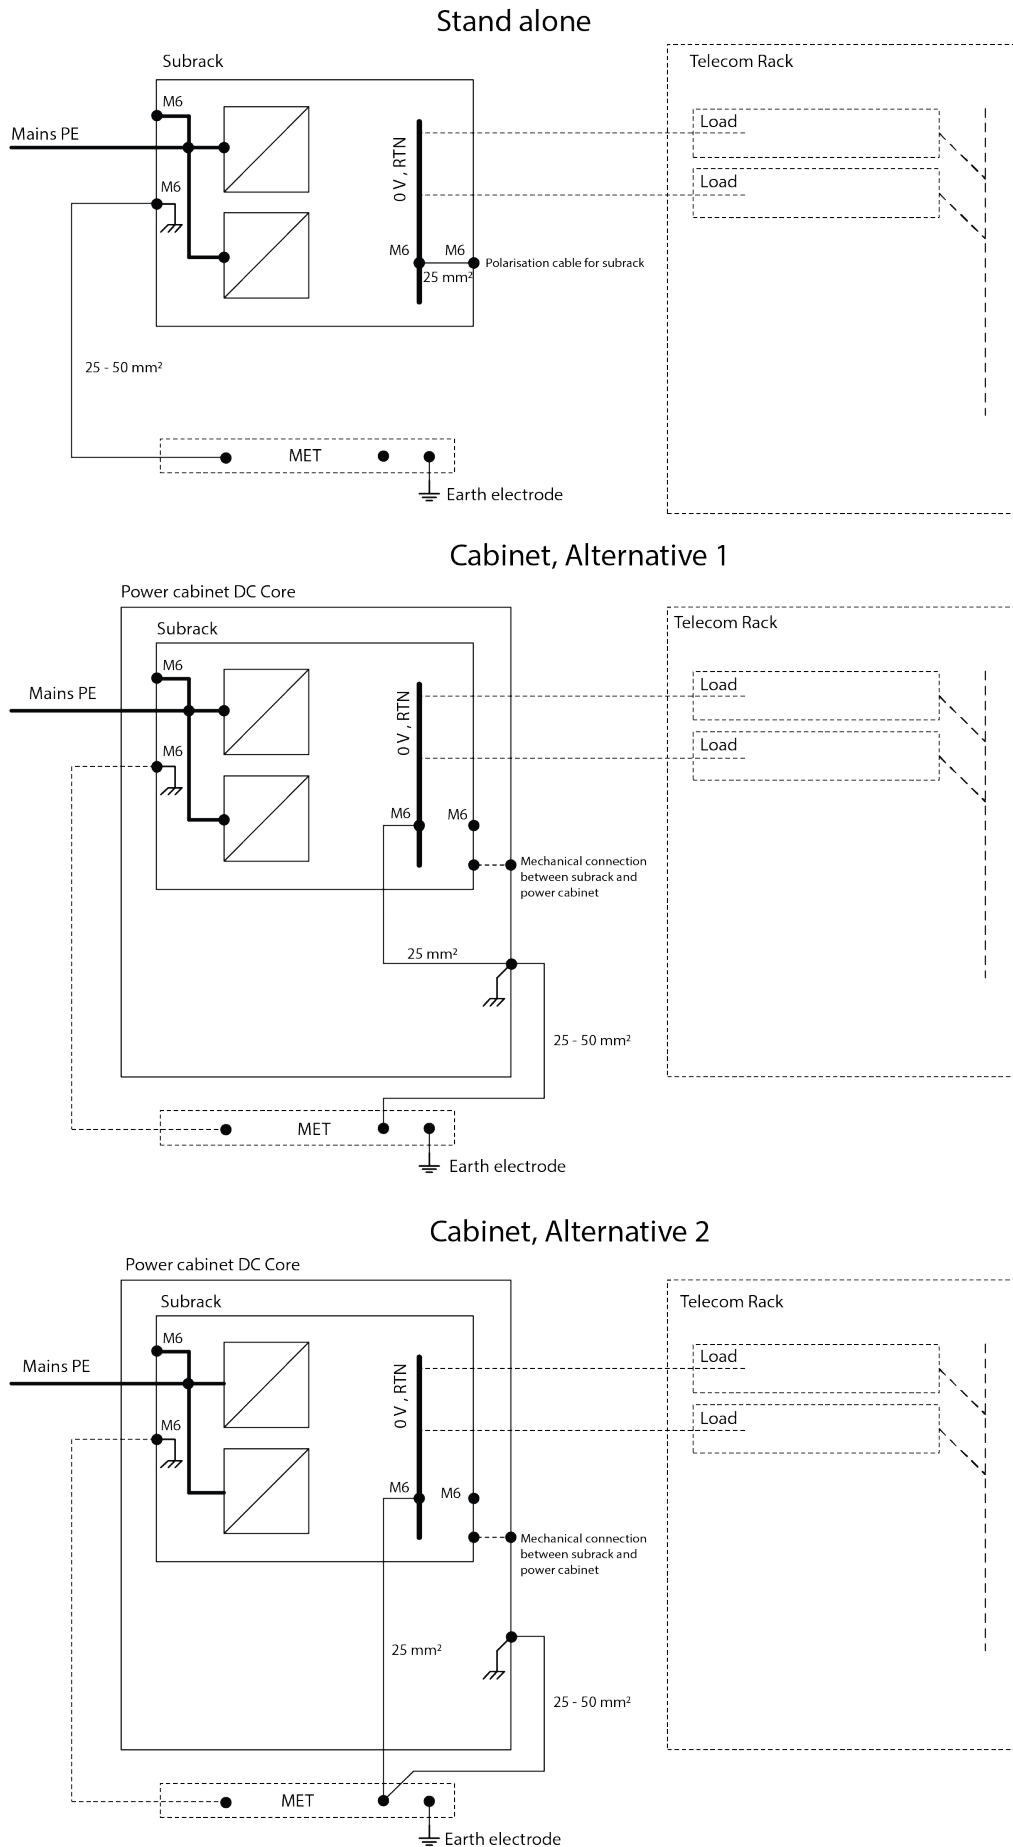 Stand alone
Subrack
Telecom Rack
M6
Load
Mains PE
0 V , RTN
M6
Load
M6
M6
Polarisation cable for subrack
25 mm²
25 - 50 mm²
MET
Earth electrode
Cabinet, Alternative 1
Power cabinet DC Core
Subrack
Telecom Rack
M6
Load
Mains PE
0 V , RTN
M6
Load
M6
M6
Mechanical connection
between subrack and
power cabinet
25 mm²
25 - 50 mm²
MET
Earth electrode
Cabinet, Alternative 2
Power cabinet DC Core
Subrack
Telecom Rack
M6
Load
Mains PE
0 V , RTN
M6
Load
M6
M6
Mechanical connection
between subrack and
power cabinet
25 mm²
25 - 50 mm²
MET
Earth electrode